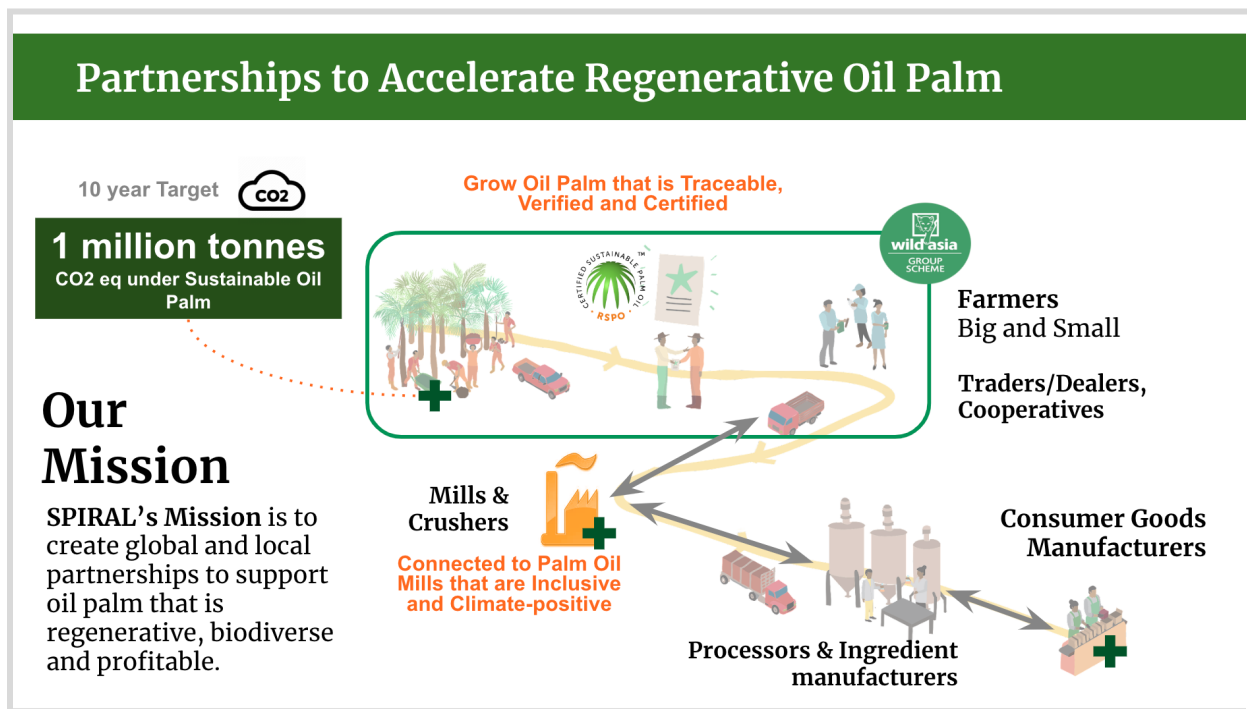 Partnerships to Accelerate Regenerative Oil Palm
10 year Target
CO2
1 million tonnes
CO2 eq under Sustainable Oil
Palm
Grow Oil Palm that is Traceable,
Verified and Certified
CERTIFIED SUSTAINABLE PALM OIL
™
RSPO
wild asia
GROUP
SCHEME
Farmers
Big and Small
Traders/Dealers,
Cooperatives
Our
Mission
SPIRAL’s Mission is to
create global and local
partnerships to support
oil palm that is
regenerative, biodiverse
and profitable.
Mills &
Crushers
Connected to Palm Oil
Mills that are Inclusive
and Climate-positive
Consumer Goods
Manufacturers
Processors & Ingredient
manufacturers